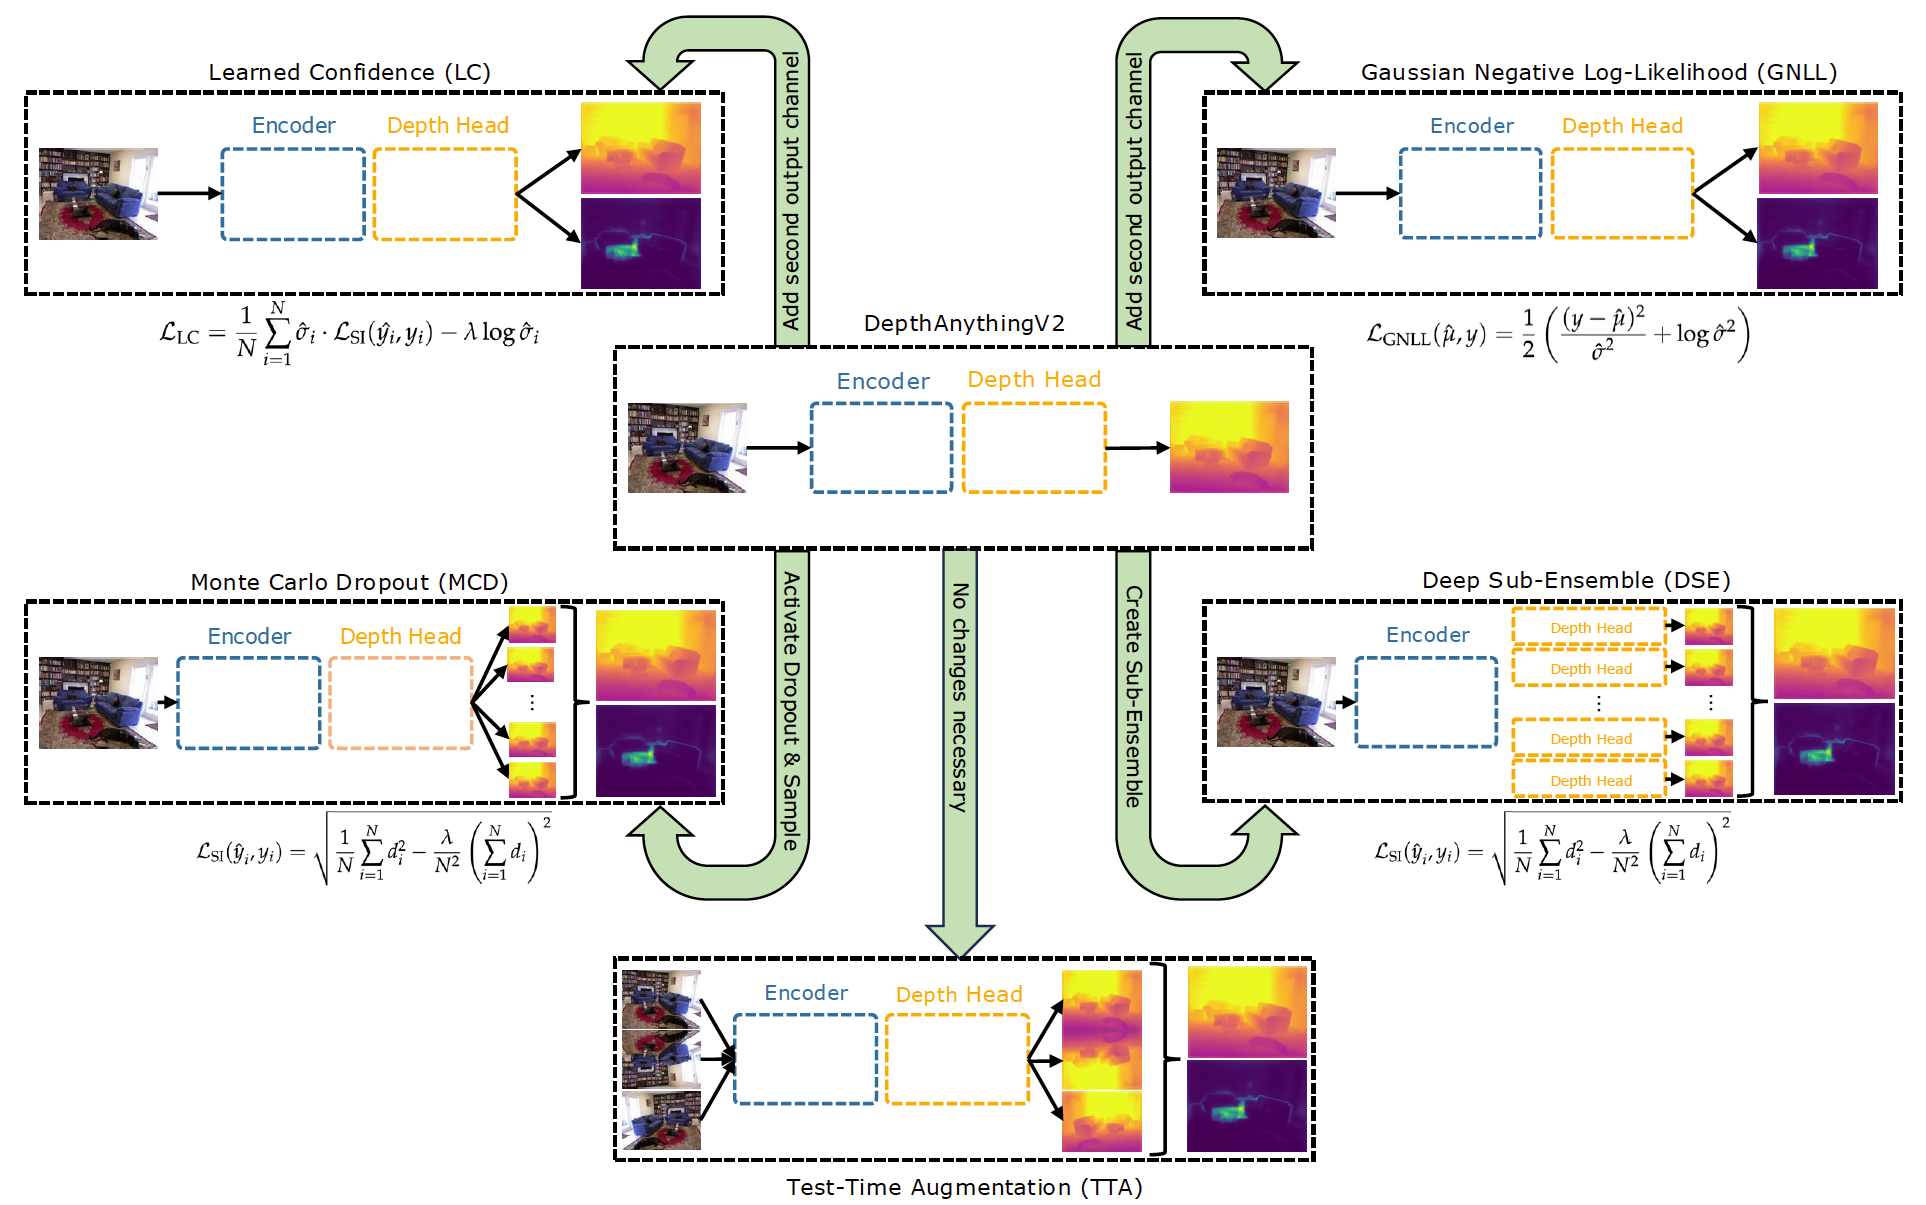 Learned Confidence (LC)
Encoder
Depth Head
$\mathcal{L}_{\mathrm{LC}} = \frac{1}{N} \sum_{i=1}^{N} \hat{\sigma}_i \cdot \mathcal{L}_{\mathrm{SI}}(\hat{y}_i, y_i) - \lambda \log \hat{\sigma}_i$
Add second output channel
Add second output channel
Gaussian Negative Log-Likelihood (GNLL)
Encoder
Depth Head
$\mathcal{L}_{\mathrm{GNLL}}(\hat{\mu}, y) = \frac{1}{2} \left( \frac{(y - \hat{\mu})^2}{\hat{\sigma}^2} + \log \hat{\sigma}^2 \right)$
DepthAnythingV2
Encoder
Depth Head
Monte Carlo Dropout (MCD)
Encoder
Depth Head
⋮
$\mathcal{L}_{\mathrm{SI}}(\hat{y}_i, y_i) = \sqrt{\frac{1}{N} \sum_{i=1}^{N} d_i^2 - \frac{\lambda}{N^2} \left( \sum_{i=1}^{N} d_i \right)^2}$
Activate Dropout & Sample
No changes necessary
Create Sub-Ensemble
Deep Sub-Ensemble (DSE)
Encoder
Depth Head
Depth Head
⋮ ⋮
Depth Head
Depth Head
$\mathcal{L}_{\mathrm{SI}}(\hat{y}_i, y_i) = \sqrt{\frac{1}{N} \sum_{i=1}^{N} d_i^2 - \frac{\lambda}{N^2} \left( \sum_{i=1}^{N} d_i \right)^2}$
Encoder
Depth Head
Test-Time Augmentation (TTA)